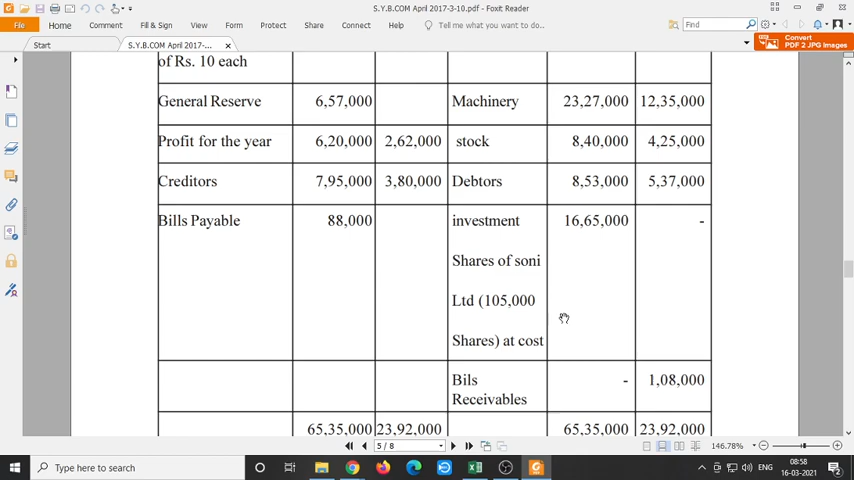 S.Y.B.COM April 2017-3-10.pdf - Foxit Reader
File Home Comment Fill & Sign View Form Protect Share Connect Help Tell me what you want to do... Find
Start S.Y.B.COM April 2017-... × Convert
PDF 2 JPG Images
of Rs. 10 each
General Reserve 6,57,000 Machinery 23,27,000 12,35,000
Profit for the year 6,20,000 2,62,000 stock 8,40,000 4,25,000
Creditors 7,95,000 3,80,000 Debtors 8,53,000 5,37,000
Bills Payable 88,000 investment 16,65,000 -
Shares of soni
Ltd (105,000
Shares) at cost
Bils - 1,08,000
Receivables
65,35,000 23,92,000 65,35,000 23,92,000
5 / 8 146.78%
Type here to search ENG 08:58
16-03-2021 2